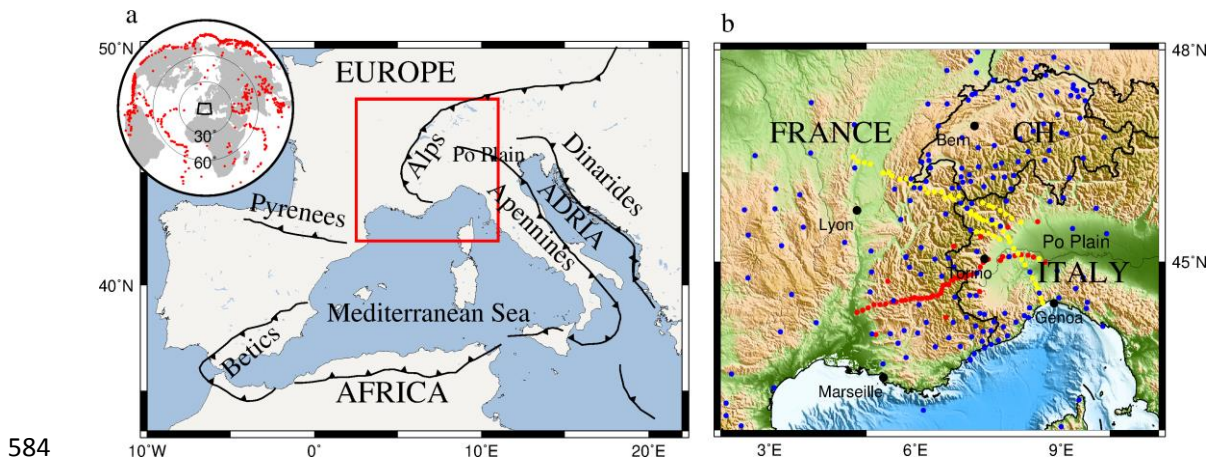 a
b
50°N
48°N
EUROPE
30°
60°
Alps
Po Plain
Dinarides
FRANCE
CH
Bern
Pyrenees
ADRIA
Apennines
Lyon
Po Plain
Torino
ITALY
45°N
40°N
Mediterranean Sea
Genoa
Betics
Marseille
AFRICA
584
10°W
0°
10°E
20°E
3°E
6°E
9°E